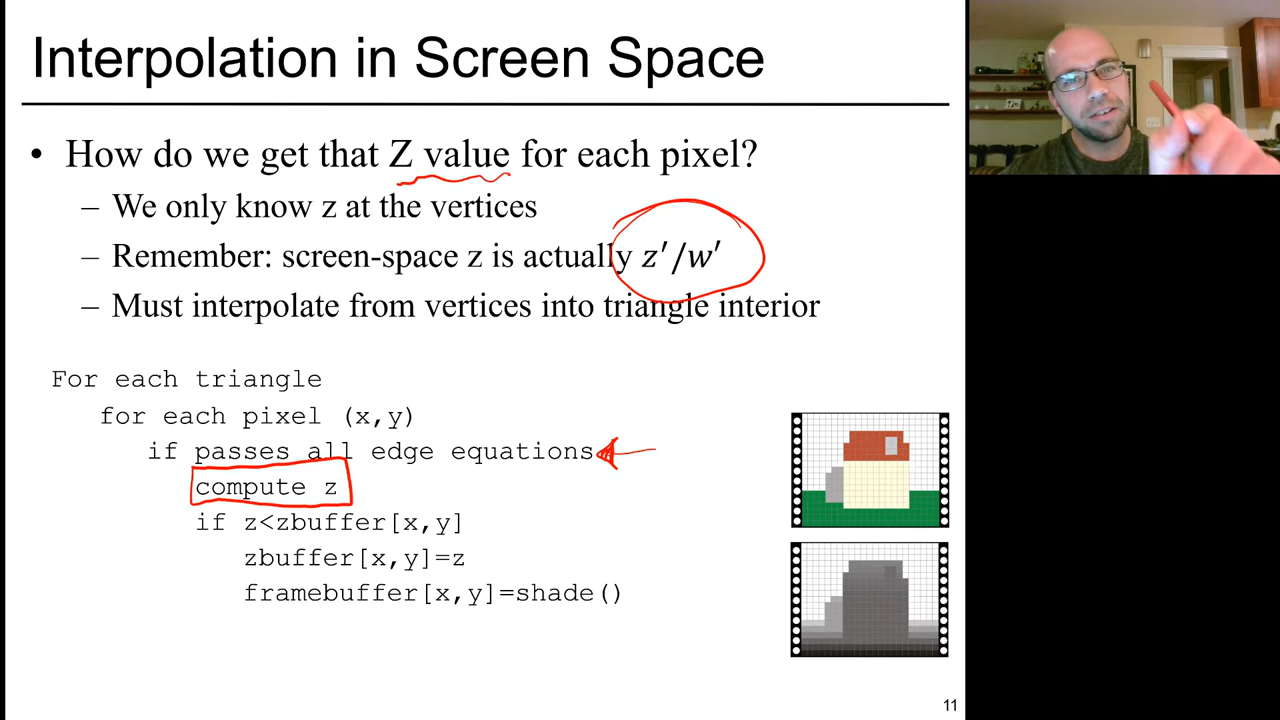 Interpolation in Screen Space
• How do we get that Z value for each pixel?
– We only know z at the vertices
– Remember: screen-space z is actually z′/w′
– Must interpolate from vertices into triangle interior
For each triangle
for each pixel (x,y)
if passes all edge equations
compute z
if z<zbuffer[x,y]
zbuffer[x,y]=z
framebuffer[x,y]=shade()
11